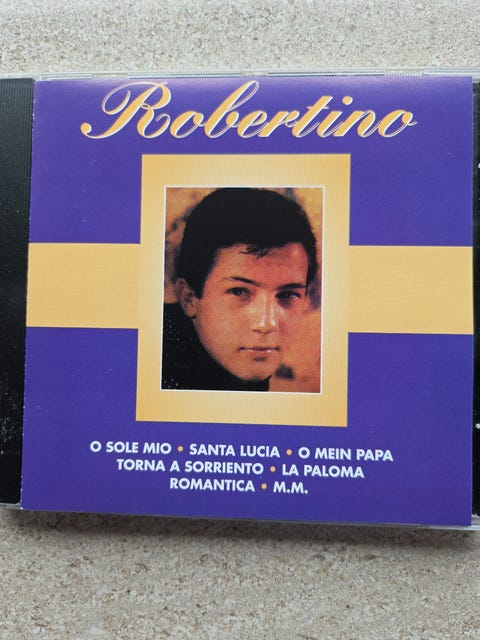 Robertino
O SOLE MIO • SANTA LUCIA • O MEIN PAPA
TORNA A SORRIENTO • LA PALOMA
ROMANTICA • M.M.